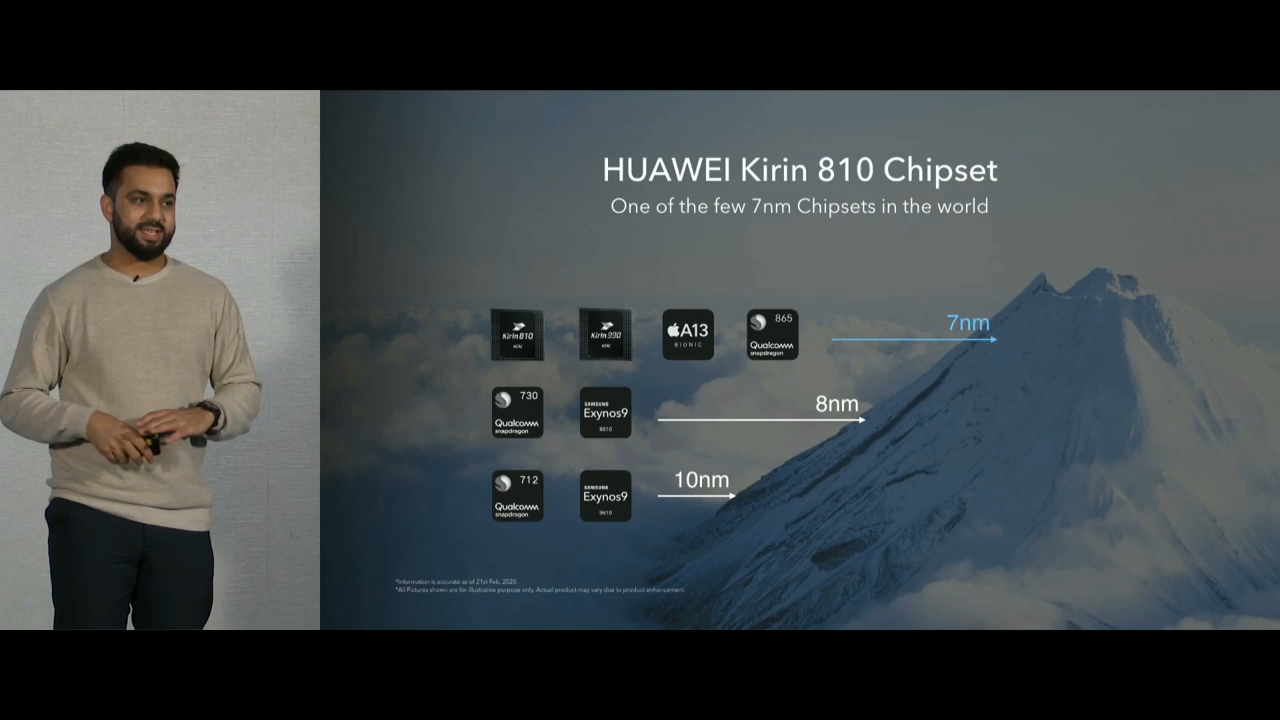 HUAWEI Kirin 810 Chipset
One of the few 7nm Chipsets in the world
Kirin 810
Kirin 990
A13
BIONIC
865
Qualcomm
snapdragon
7nm
730
Qualcomm
snapdragon
SAMSUNG
Exynos9
9810
8nm
712
Qualcomm
snapdragon
SAMSUNG
Exynos9
9610
10nm
*Information is accurate as of 21st Feb, 2020.
*All Pictures shown are for illustrative purpose only. Actual product may vary due to product enhancement.